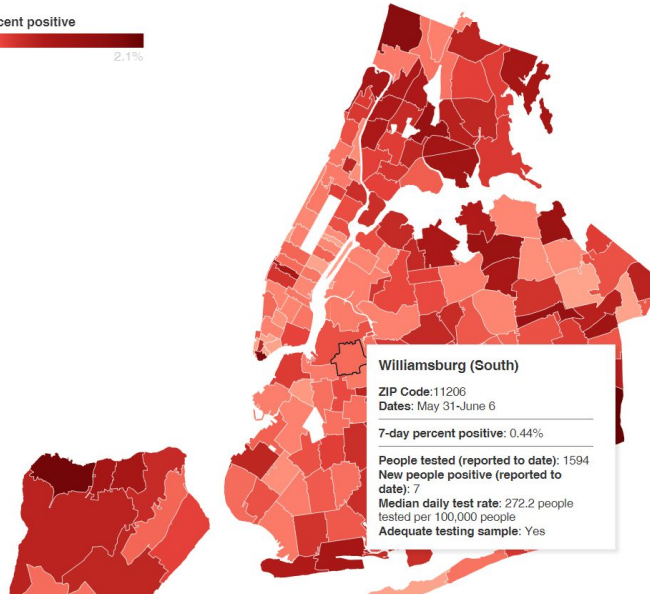 cent positive
2.1%
Williamsburg (South)
ZIP Code:11206
Dates: May 31-June 6
7-day percent positive: 0.44%
People tested (reported to date): 1594
New people positive (reported to
date): 7
Median daily test rate: 272.2 people
tested per 100,000 people
Adequate testing sample: Yes